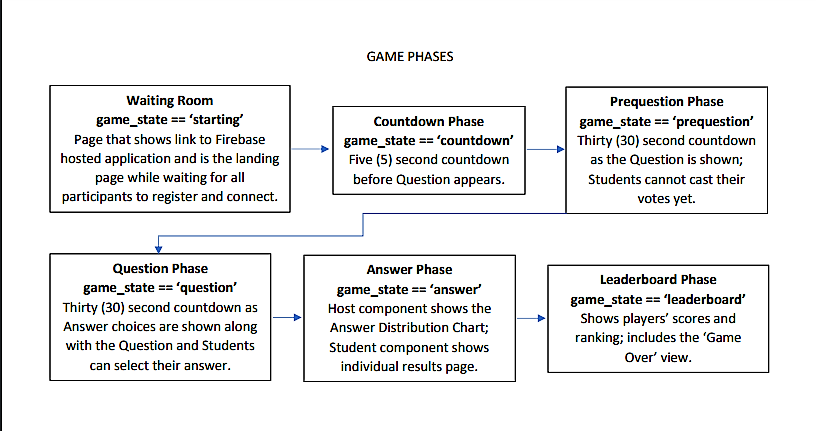 GAME PHASES
Waiting Room
game_state == ‘starting’
Page that shows link to Firebase
hosted application and is the landing
page while waiting for all
participants to register and connect.
Countdown Phase
game_state == ‘countdown’
Five (5) second countdown
before Question appears.
Prequestion Phase
game_state == ‘prequestion’
Thirty (30) second countdown
as the Question is shown;
Students cannot cast their
votes yet.
Question Phase
game_state == ‘question’
Thirty (30) second countdown as
Answer choices are shown along
with the Question and Students
can select their answer.
Answer Phase
game_state == ‘answer’
Host component shows the
Answer Distribution Chart;
Student component shows
individual results page.
Leaderboard Phase
game_state == ‘leaderboard’
Shows players’ scores and
ranking; includes the ‘Game
Over’ view.